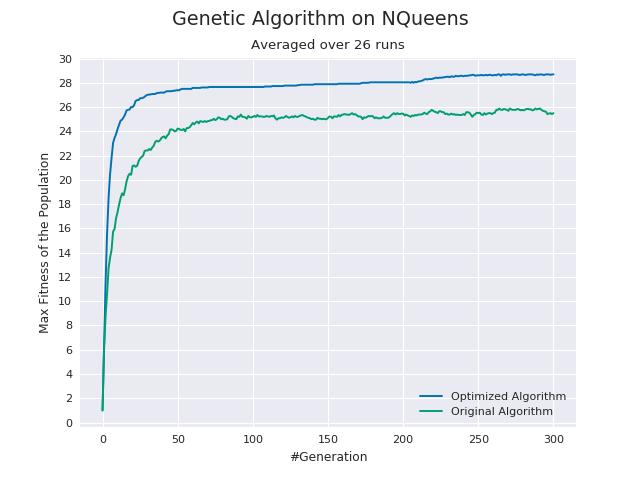 Genetic Algorithm on NQueens
Averaged over 26 runs
30
28
26
24
22
20
18
16
14
12
10
8
6
4
2
0
Max Fitness of the Population
Optimized Algorithm
Original Algorithm
0 50 100 150 200 250 300
#Generation